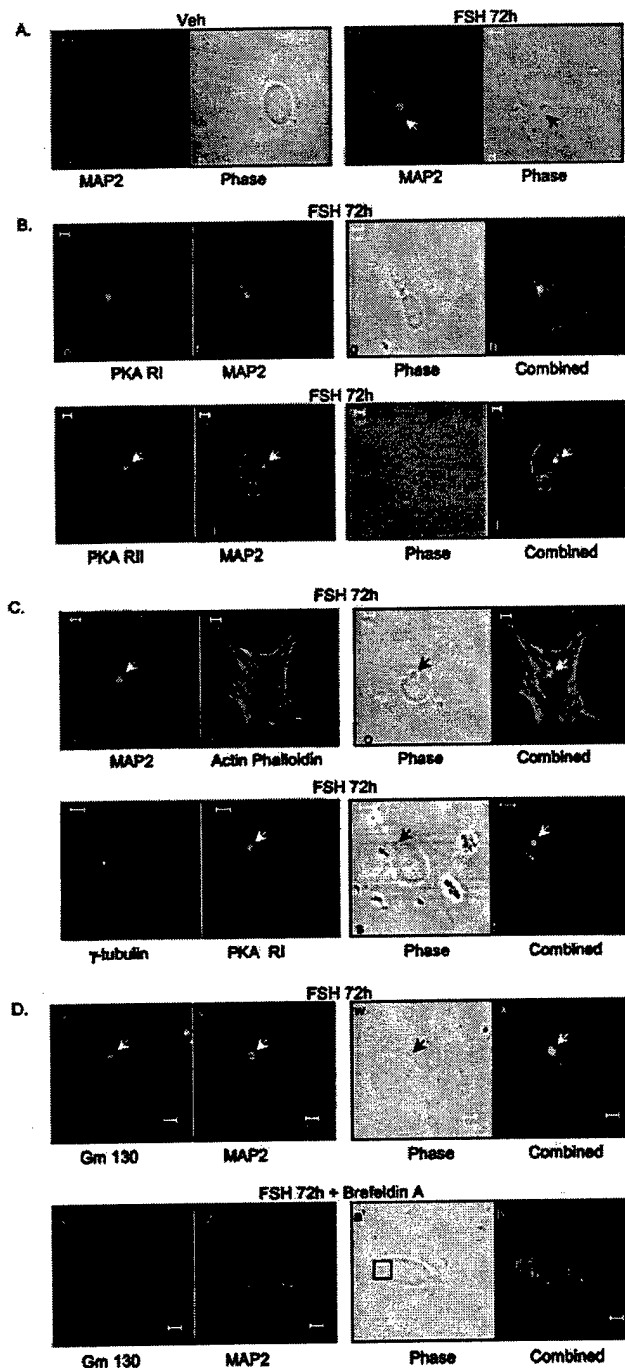 Veh FSH 72h
A.
MAP2 Phase MAP2 Phase
FSH 72h
B.
g
PKA RI MAP2 Phase Combined
FSH 72h
PKA RII MAP2 Phase Combined
FSH 72h
C.
o
MAP2 Actin Phalloidin Phase Combined
FSH 72h
s
γ-tubulin PKA RI Phase Combined
FSH 72h
D.
w x
Gm 130 MAP2 Phase Combined
FSH 72h + Brefeldin A
a'
Gm 130 MAP2 Phase Combined